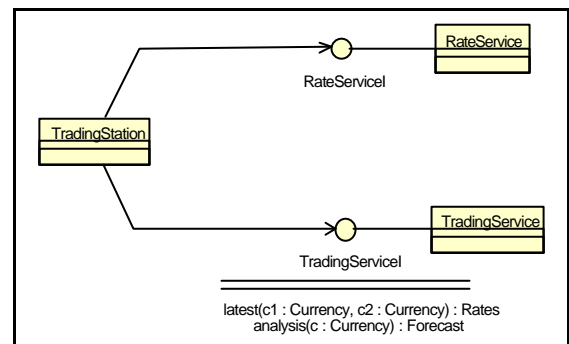 RateService
RateServiceI
TradingStation
TradingService
TradingServiceI
latest(c1 : Currency, c2 : Currency) : Rates
analysis(c : Currency) : Forecast